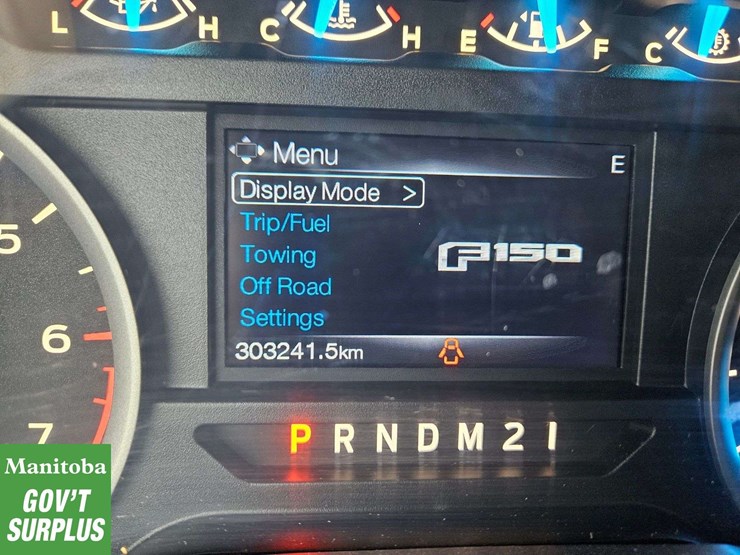 L H C H E F C
Menu
E
Display Mode >
Trip/Fuel
Towing
F150
Off Road
Settings
303241.5km
5
6
7
P R N D M 2 1
Manitoba
GOV'T
SURPLUS